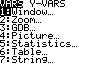 VARS Y-VARS
1:Window…
2:Zoom…
3:GDB…
4:Picture…
5:Statistics…
6:Table…
7:String…